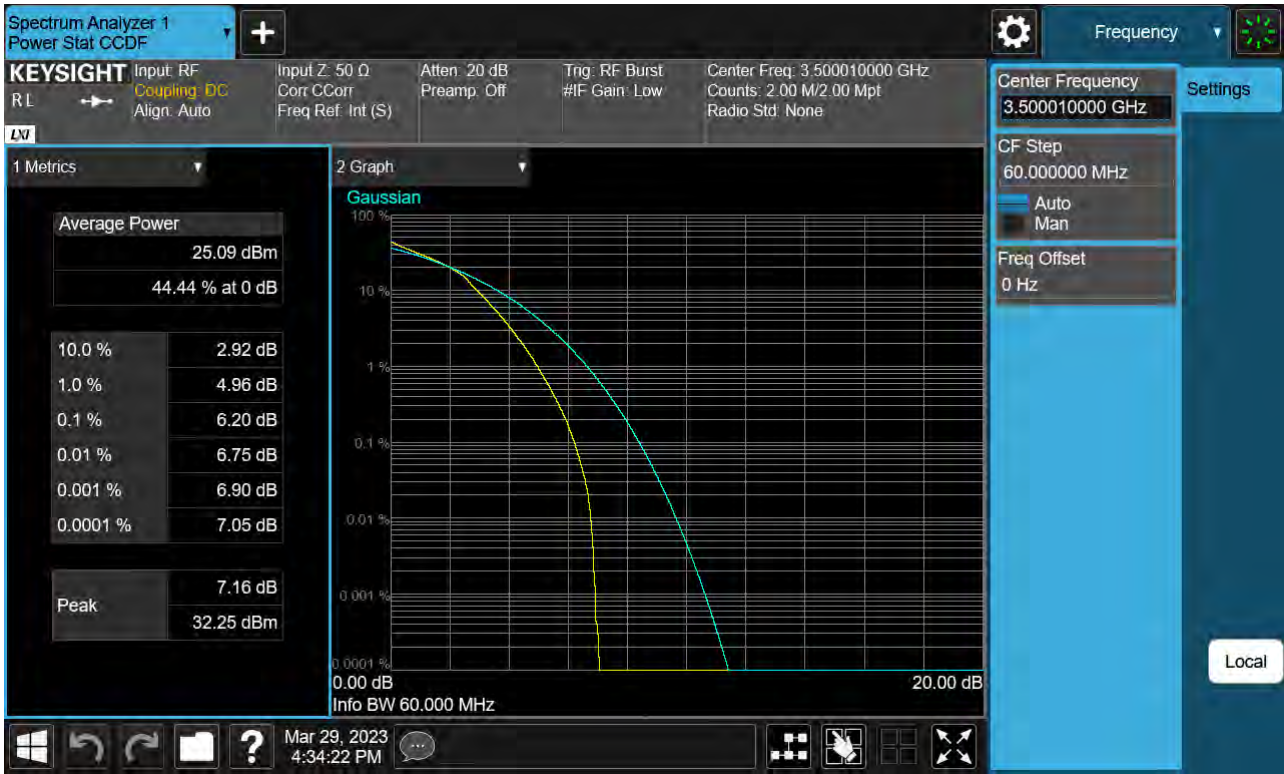 Spectrum Analyzer 1
Power Stat CCDF
+
Frequency
KEYSIGHT
RL
LXI
Input: RF
Coupling: DC
Align: Auto
Input Z: 50 Ω
Corr CCorr
Freq Ref: Int (S)
Atten: 20 dB
Preamp: Off
Trig: RF Burst
#IF Gain: Low
Center Freq: 3.500010000 GHz
Counts: 2.00 M/2.00 Mpt
Radio Std: None
Center Frequency
3.500010000 GHz
Settings
CF Step
60.000000 MHz
Auto
Man
Freq Offset
0 Hz
1 Metrics
Average Power
25.09 dBm
44.44 % at 0 dB
10.0 % 2.92 dB
1.0 % 4.96 dB
0.1 % 6.20 dB
0.01 % 6.75 dB
0.001 % 6.90 dB
0.0001 % 7.05 dB
Peak
7.16 dB
32.25 dBm
2 Graph
Gaussian
100 %
10 %
1 %
0.1 %
0.01 %
0.001 %
0.0001 %
0.00 dB 20.00 dB
Info BW 60.000 MHz
Local
?
Mar 29, 2023
4:34:22 PM